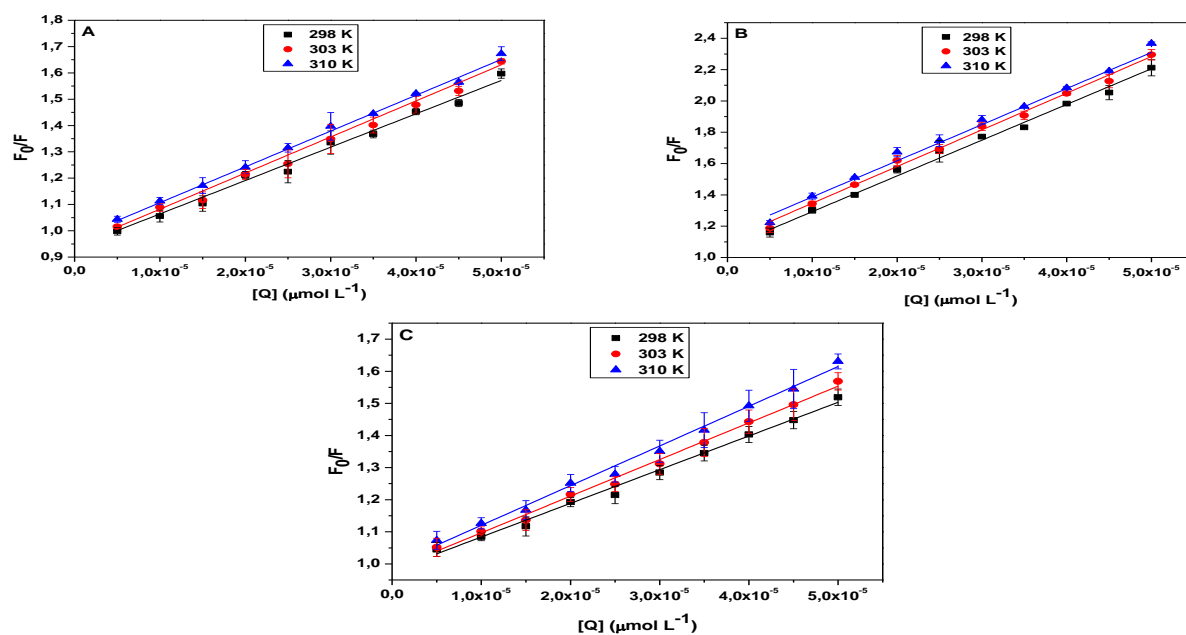 A
298 K
303 K
310 K
F₀/F
1,8
1,7
1,6
1,5
1,4
1,3
1,2
1,1
1,0
0,9
0,0 1,0x10⁻⁵ 2,0x10⁻⁵ 3,0x10⁻⁵ 4,0x10⁻⁵ 5,0x10⁻⁵
[Q] (μmol L⁻¹)
B
298 K
303 K
310 K
F₀/F
2,4
2,2
2,0
1,8
1,6
1,4
1,2
1,0
0,0 1,0x10⁻⁵ 2,0x10⁻⁵ 3,0x10⁻⁵ 4,0x10⁻⁵ 5,0x10⁻⁵
[Q] (μmol L⁻¹)
C
298 K
303 K
310 K
F₀/F
1,7
1,6
1,5
1,4
1,3
1,2
1,1
1,0
0,0 1,0x10⁻⁵ 2,0x10⁻⁵ 3,0x10⁻⁵ 4,0x10⁻⁵ 5,0x10⁻⁵
[Q] (μmol L⁻¹)